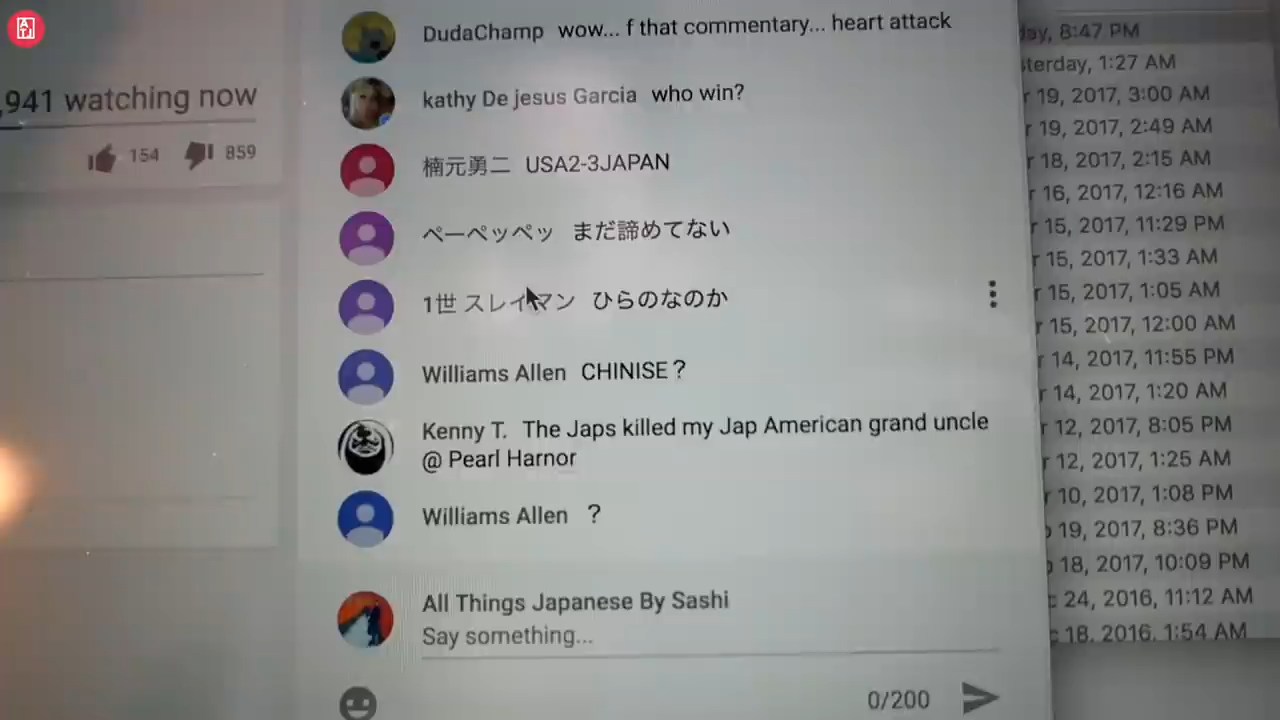 DudaChamp wow... f that commentary... heart attack
,941 watching now
kathy De jesus Garcia who win?
154 859
楠元勇二 USA2-3JAPAN
ペーペッペッ まだ諦めてない
1世 スレイマン ひらのなのか
Williams Allen CHINISE？
Kenny T. The Japs killed my Jap American grand uncle
@ Pearl Harnor
Williams Allen ？
All Things Japanese By Sashi
Say something...
0/200
ay, 8:47 PM
terday, 1:27 AM
r 19, 2017, 3:00 AM
r 19, 2017, 2:49 AM
r 18, 2017, 2:15 AM
r 16, 2017, 12:16 AM
r 15, 2017, 11:29 PM
r 15, 2017, 1:33 AM
r 15, 2017, 1:05 AM
r 15, 2017, 12:00 AM
r 14, 2017, 11:55 PM
r 14, 2017, 1:20 AM
r 12, 2017, 8:05 PM
r 12, 2017, 1:25 AM
r 10, 2017, 1:08 PM
19, 2017, 8:36 PM
18, 2017, 10:09 PM
c 24, 2016, 11:12 AM
c 18, 2016, 1:54 AM